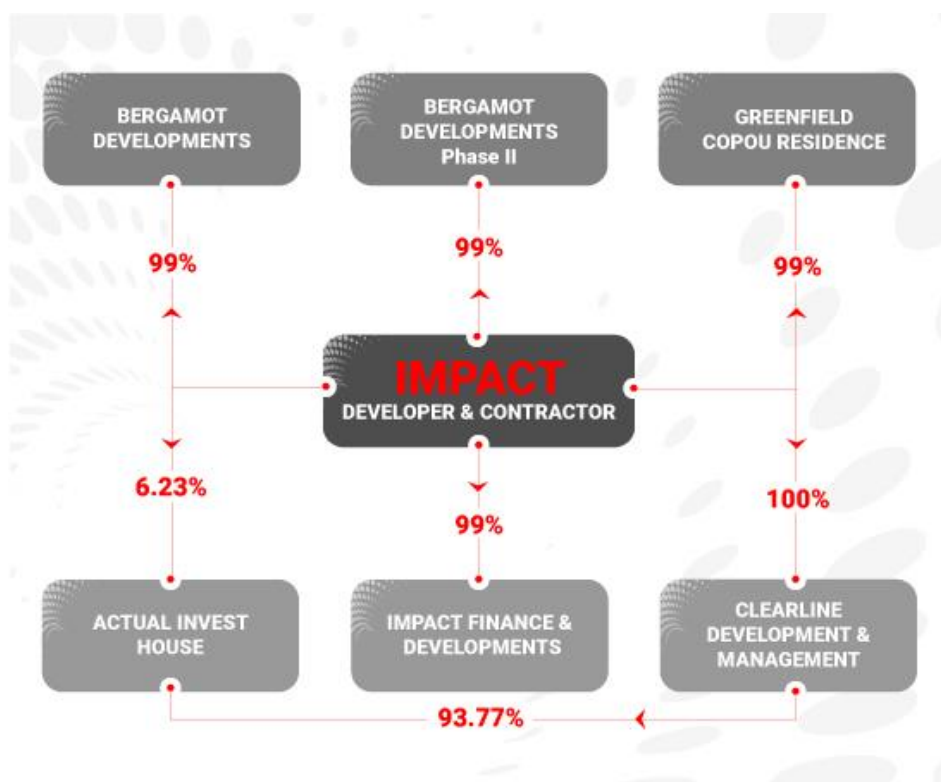 BERGAMOT
DEVELOPMENTS
BERGAMOT
DEVELOPMENTS
Phase II
GREENFIELD
COPOU RESIDENCE
99%
99%
99%
IMPACT
DEVELOPER & CONTRACTOR
6.23%
99%
100%
ACTUAL INVEST
HOUSE
IMPACT FINANCE &
DEVELOPMENTS
CLEARLINE
DEVELOPMENT &
MANAGEMENT
93.77%